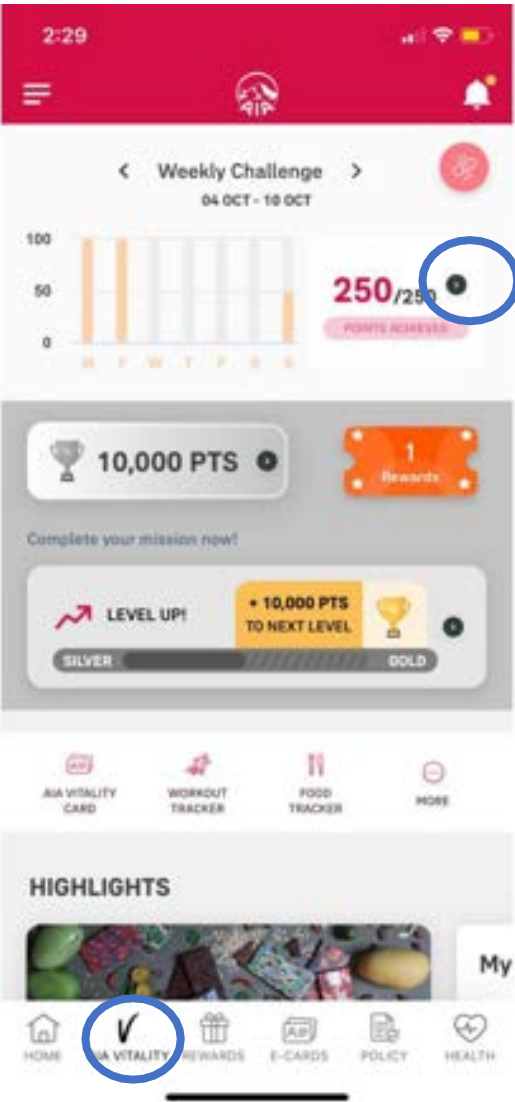 2:29
AIA
Weekly Challenge
04 OCT - 10 OCT
100
50
0
250/250
POINTS ACHIEVED
M T W T F S S
10,000 PTS
1
Rewards
Complete your mission now!
LEVEL UP!
+ 10,000 PTS
TO NEXT LEVEL
SILVER
GOLD
AIA VITALITY
CARD
WORKOUT
TRACKER
FOOD
TRACKER
MORE
HIGHLIGHTS
My
HOME
AIA VITALITY
REWARDS
E-CARDS
POLICY
HEALTH